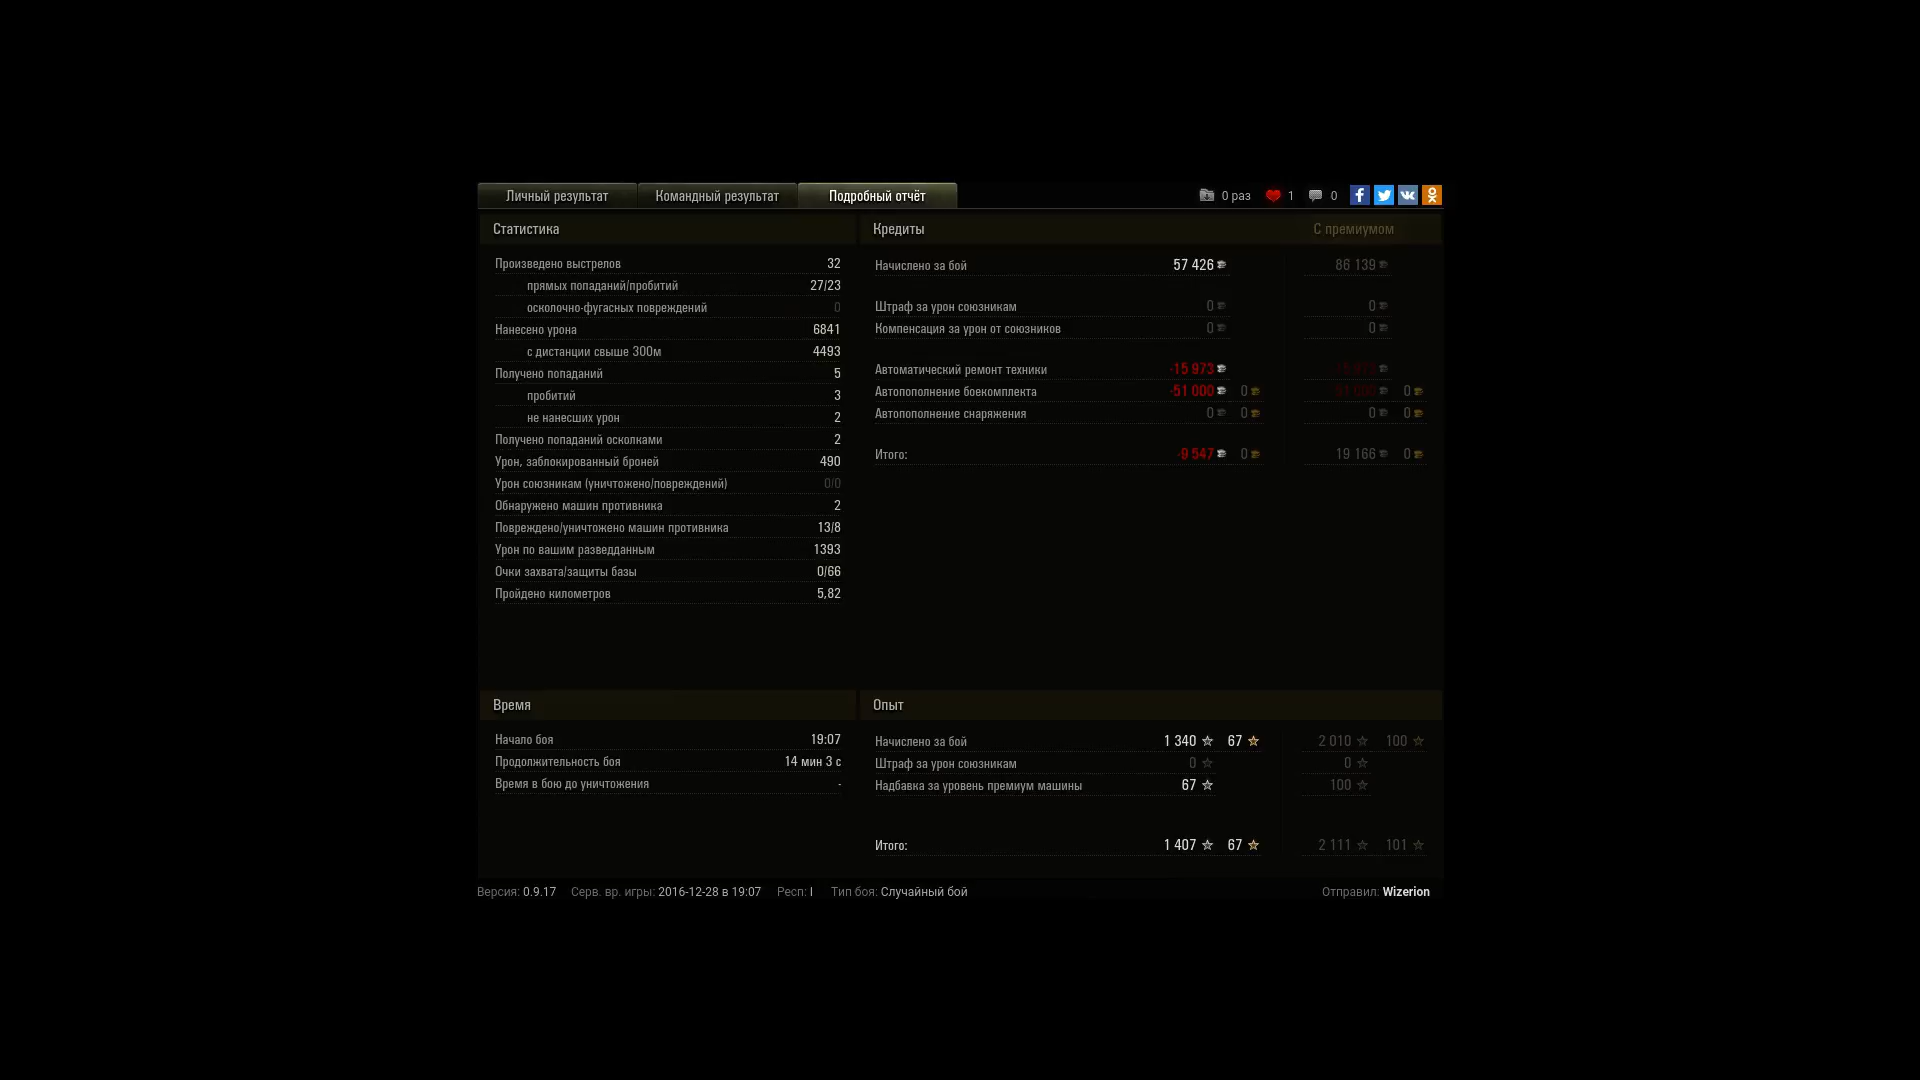 Личный результат Командный результат Подробный отчёт 0 раз 1 0
Статистика
Произведено выстрелов 32
прямых попаданий/пробитий 27/23
осколочно-фугасных повреждений 0
Нанесено урона 6841
с дистанции свыше 300м 4493
Получено попаданий 5
пробитий 3
не нанесших урон 2
Получено попаданий осколками 2
Урон, заблокированный броней 490
Урон союзникам (уничтожено/повреждений) 0/0
Обнаружено машин противника 2
Повреждено/уничтожено машин противника 13/8
Урон по вашим разведданным 1393
Очки захвата/защиты базы 0/66
Пройдено километров 5,82
Кредиты С премиумом
Начислено за бой 57 426 86 139
Штраф за урон союзникам 0 0
Компенсация за урон от союзников 0 0
Автоматический ремонт техники -15 973 -15 973
Автопополнение боекомплекта -51 000 0 -51 000 0
Автопополнение снаряжения 0 0 0 0
Итого: -9 547 0 19 166 0
Время
Начало боя 19:07
Продолжительность боя 14 мин 3 с
Время в бою до уничтожения -
Опыт
Начислено за бой 1 340 67 2 010 100
Штраф за урон союзникам 0 0
Надбавка за уровень премиум машины 67 100
Итого: 1 407 67 2 111 101
Версия: 0.9.17 Серв. вр. игры: 2016-12-28 в 19:07 Респ: I Тип боя: Случайный бой Отправил: Wizerion